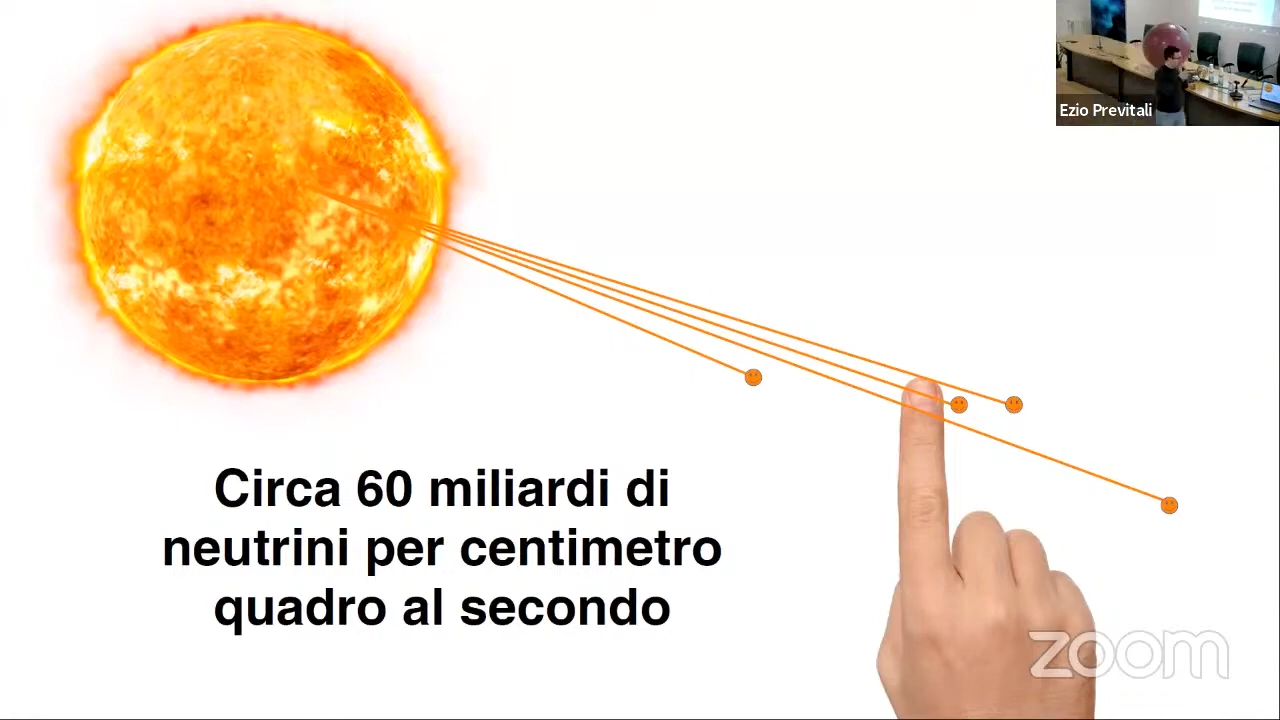 Ezio Previtali
Circa 60 miliardi di
neutrini per centimetro
quadro al secondo
zoom